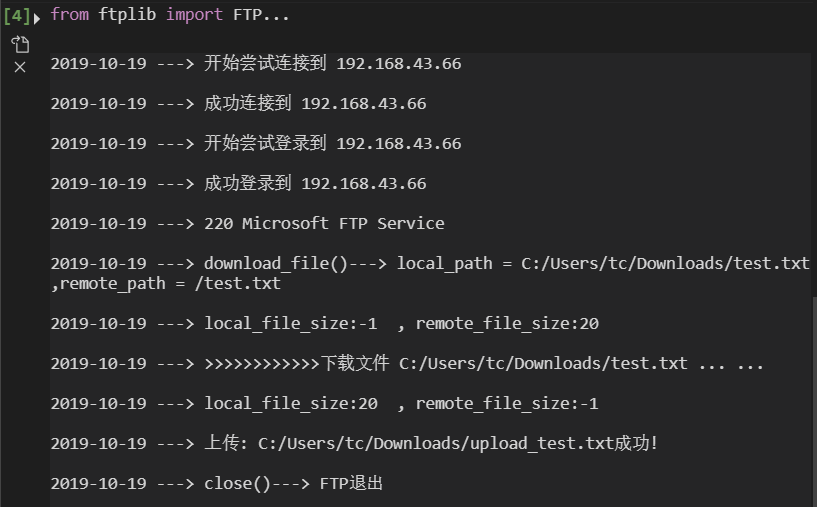 [4] from ftplib import FTP...
2019-10-19 ---> 开始尝试连接到 192.168.43.66
2019-10-19 ---> 成功连接到 192.168.43.66
2019-10-19 ---> 开始尝试登录到 192.168.43.66
2019-10-19 ---> 成功登录到 192.168.43.66
2019-10-19 ---> 220 Microsoft FTP Service
2019-10-19 ---> download_file()---> local_path = C:/Users/tc/Downloads/test.txt
,remote_path = /test.txt
2019-10-19 ---> local_file_size:-1  , remote_file_size:20
2019-10-19 ---> >>>>>>>>>>>>下载文件 C:/Users/tc/Downloads/test.txt ... ...
2019-10-19 ---> local_file_size:20  , remote_file_size:-1
2019-10-19 ---> 上传: C:/Users/tc/Downloads/upload_test.txt成功!
2019-10-19 ---> close()---> FTP退出